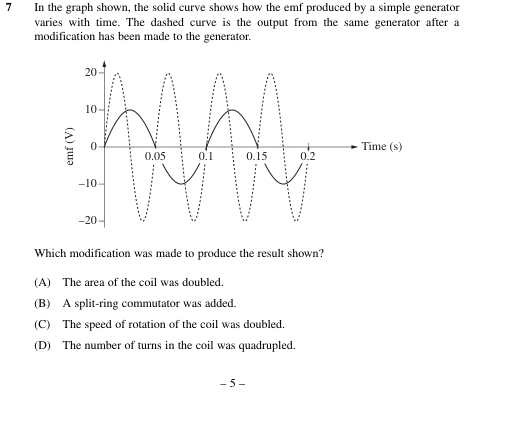 7 In the graph shown, the solid curve shows how the emf produced by a simple generator
varies with time. The dashed curve is the output from the same generator after a
modification has been made to the generator.
20
10
0
−10
−20
emf (V)
0.05 0.1 0.15 0.2
Time (s)
Which modification was made to produce the result shown?
(A) The area of the coil was doubled.
(B) A split-ring commutator was added.
(C) The speed of rotation of the coil was doubled.
(D) The number of turns in the coil was quadrupled.
– 5 –